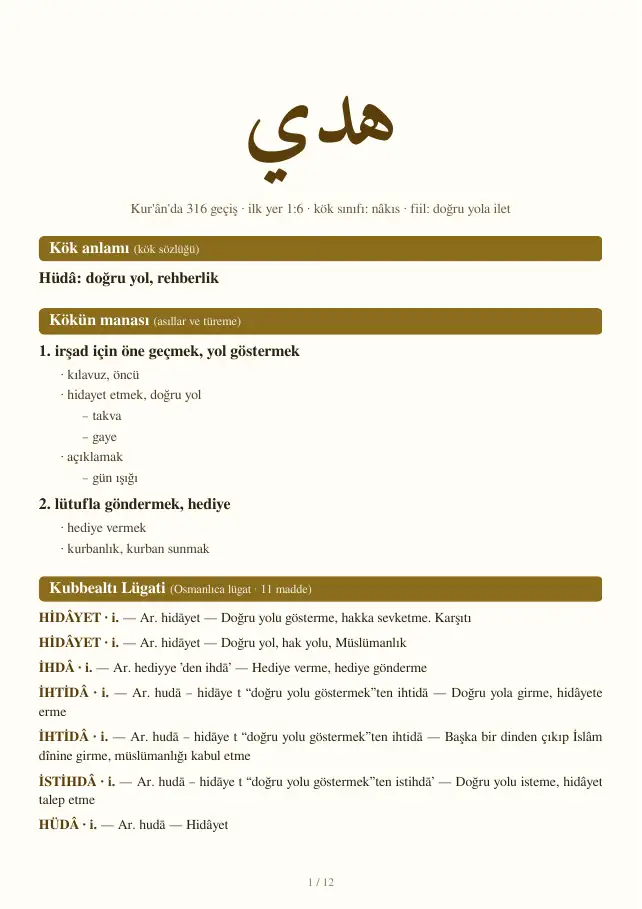 هدي
Kur'ân'da 316 geçiş · ilk yer 1:6 · kök sınıfı: nâkıs · fiil: doğru yola ilet
Kök anlamı (kök sözlüğü)
Hüdâ: doğru yol, rehberlik
Kökün manası (asıllar ve türeme)
1. irşad için öne geçmek, yol göstermek
· kılavuz, öncü
· hidayet etmek, doğru yol
– takva
– gaye
· açıklamak
– gün ışığı
2. lütufla göndermek, hediye
· hediye vermek
· kurbanlık, kurban sunmak
Kubbealtı Lügati (Osmanlıca lügat · 11 madde)
HİDÂYET · i. — Ar. hidāyet — Doğru yolu gösterme, hakka sevketme. Karşıtı
HİDÂYET · i. — Ar. hidāyet — Doğru yol, hak yolu, Müslümanlık
İHDÂ · i. — Ar. hediyye 'den ihdā' — Hediye verme, hediye gönderme
İHTİDÂ · i. — Ar. hudā – hidāye t “doğru yolu göstermek”ten ihtidā — Doğru yola girme, hidâyete
erme
İHTİDÂ · i. — Ar. hudā – hidāye t “doğru yolu göstermek”ten ihtidā — Başka bir dinden çıkıp İslâm
dînine girme, müslümanlığı kabul etme
İSTİHDÂ · i. — Ar. hudā – hidāye t “doğru yolu göstermek”ten istihdā' — Doğru yolu isteme, hidâyet
talep etme
HÜDÂ · i. — Ar. hudā — Hidâyet
1 / 12